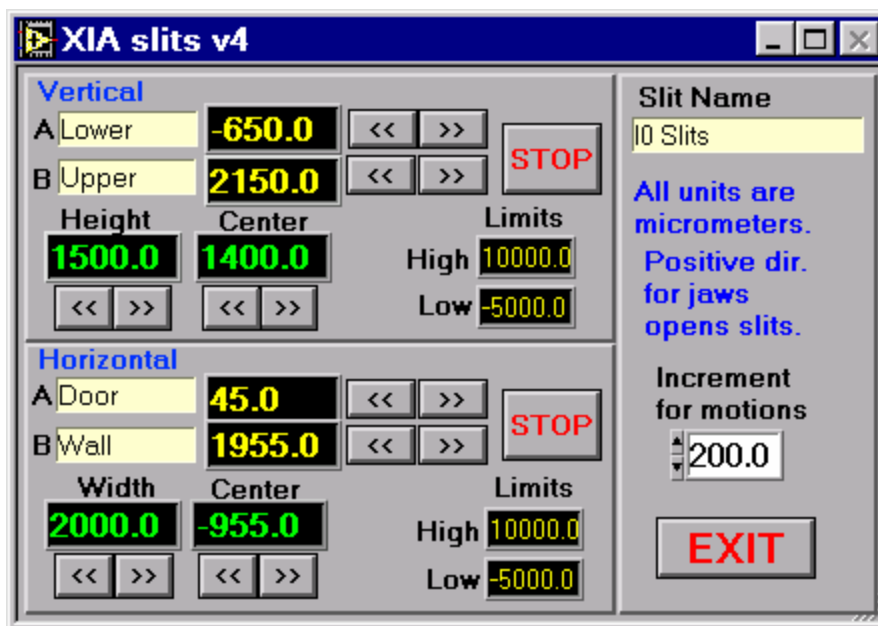 XIA slits v4
Vertical
A Lower -650.0 << >>
B Upper 2150.0 << >>
STOP
Height Center Limits
1500.0 1400.0 High 10000.0
<< >> << >> Low -5000.0
Horizontal
A Door 45.0 << >>
B Wall 1955.0 << >>
STOP
Width Center Limits
2000.0 -955.0 High 10000.0
<< >> << >> Low -5000.0
Slit Name
I0 Slits
All units are
micrometers.
Positive dir.
for jaws
opens slits.
Increment
for motions
200.0
EXIT